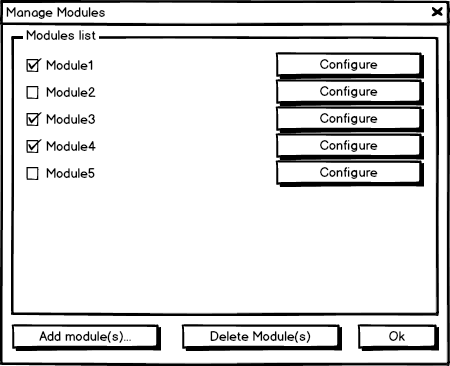 Manage Modules
Modules list
Module1 Configure
Module2 Configure
Module3 Configure
Module4 Configure
Module5 Configure
Add module(s)... Delete Module(s) Ok